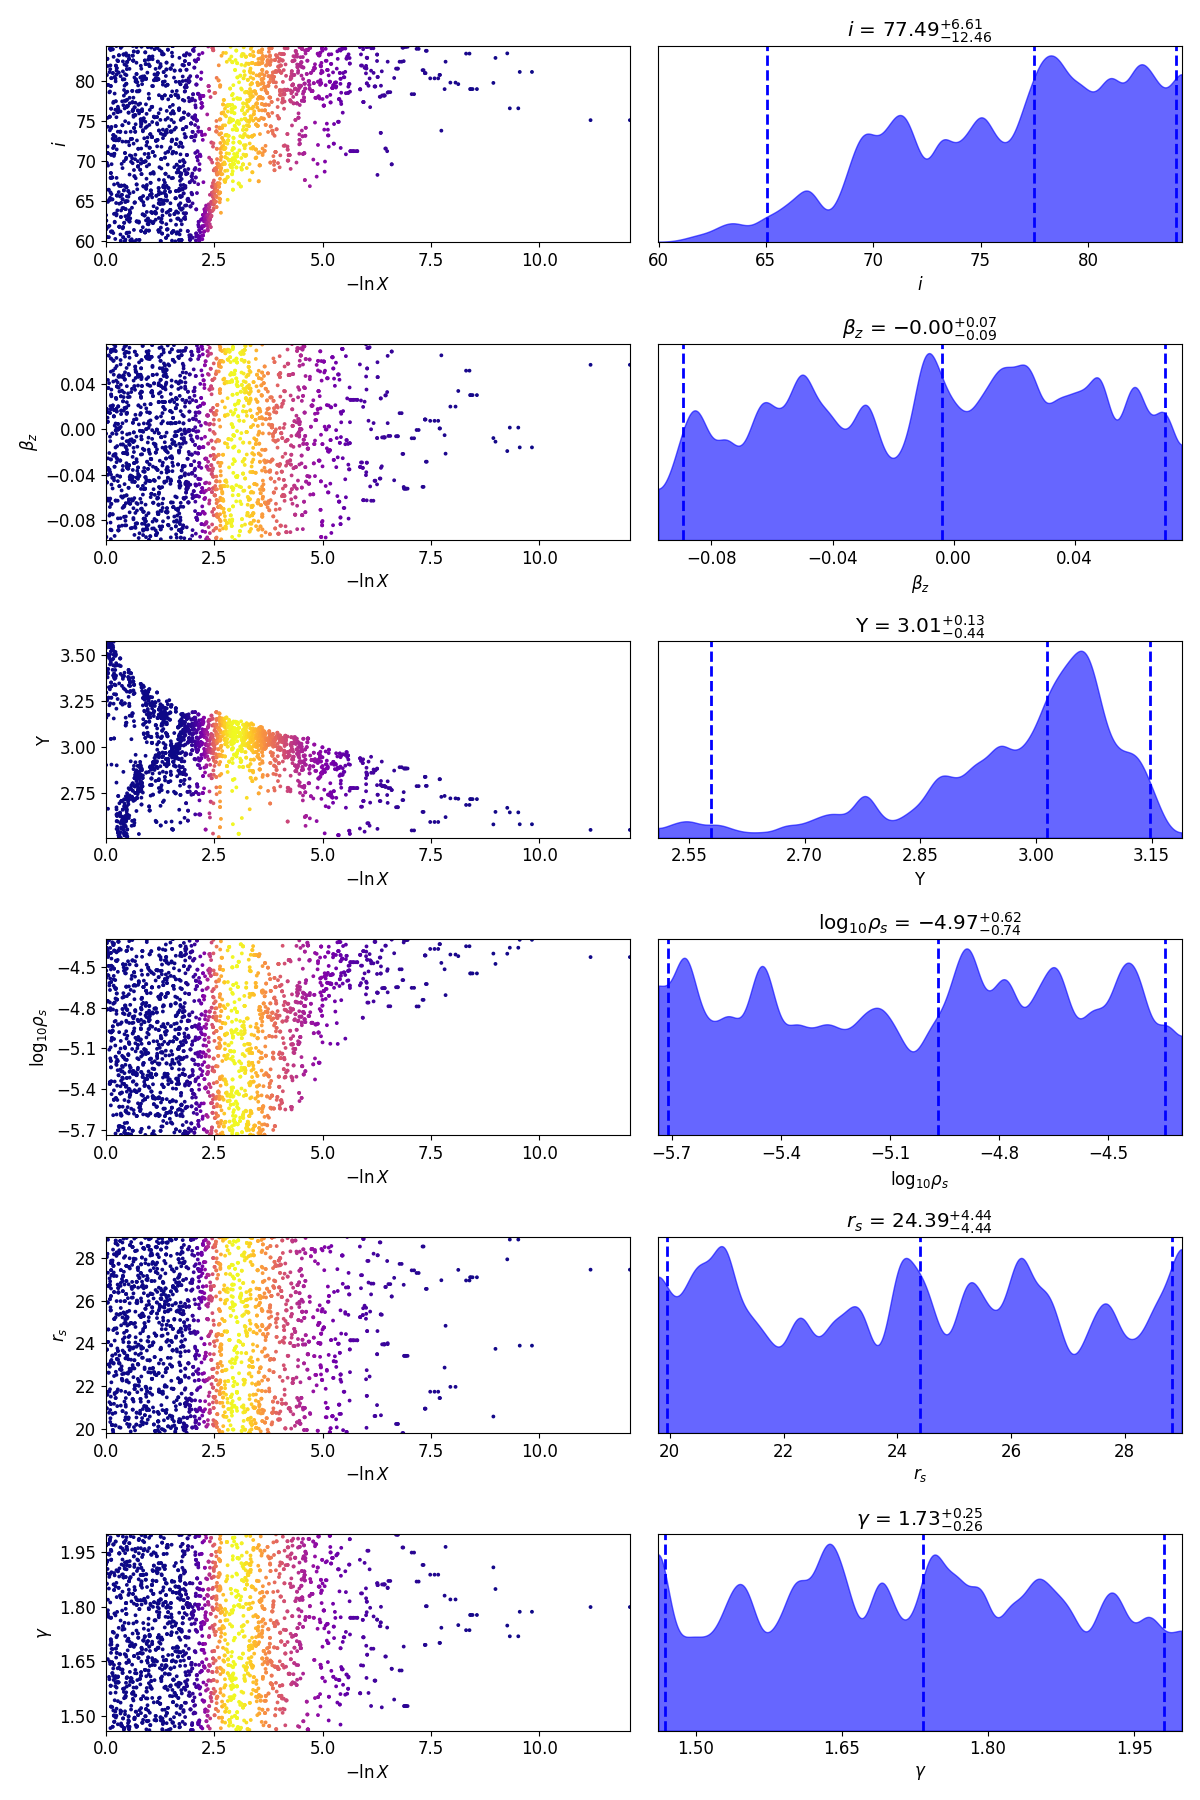 i = 77.49 +6.61 −12.46
80
75
70
65
60
i
0.0 2.5 5.0 7.5 10.0
−ln X
60 65 70 75 80
i
β_z = −0.00 +0.07 −0.09
0.04
0.00
−0.04
−0.08
β_z
0.0 2.5 5.0 7.5 10.0
−ln X
−0.08 −0.04 0.00 0.04
β_z
Y = 3.01 +0.13 −0.44
3.50
3.25
3.00
2.75
Y
0.0 2.5 5.0 7.5 10.0
−ln X
2.55 2.70 2.85 3.00 3.15
Y
log₁₀ρ_s = −4.97 +0.62 −0.74
−4.5
−4.8
−5.1
−5.4
−5.7
log₁₀ρ_s
0.0 2.5 5.0 7.5 10.0
−ln X
−5.7 −5.4 −5.1 −4.8 −4.5
log₁₀ρ_s
r_s = 24.39 +4.44 −4.44
28
26
24
22
20
r_s
0.0 2.5 5.0 7.5 10.0
−ln X
20 22 24 26 28
r_s
γ = 1.73 +0.25 −0.26
1.95
1.80
1.65
1.50
γ
0.0 2.5 5.0 7.5 10.0
−ln X
1.50 1.65 1.80 1.95
γ